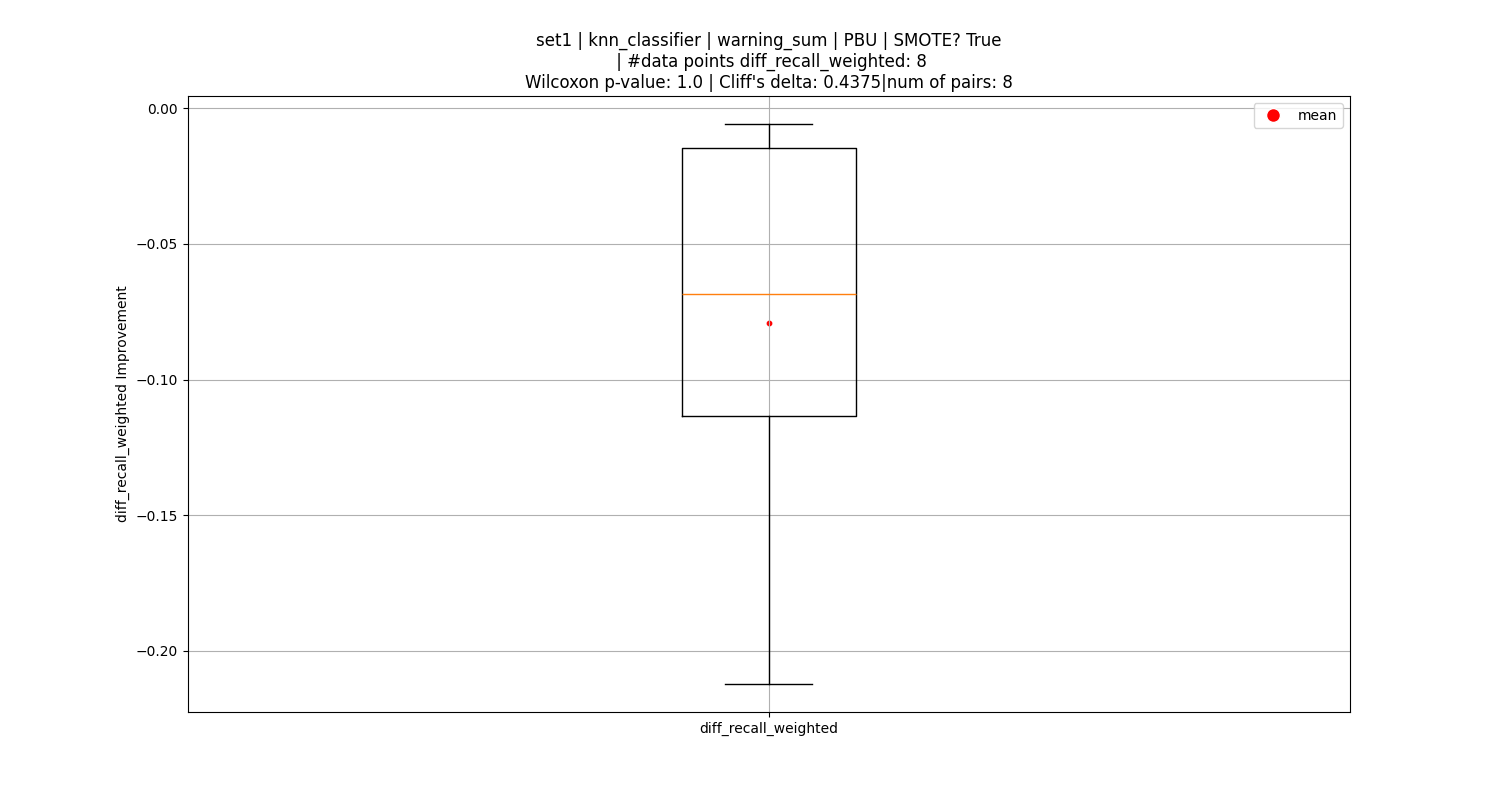 set1 | knn_classifier | warning_sum | PBU | SMOTE? True
| #data points diff_recall_weighted: 8
Wilcoxon p-value: 1.0 | Cliff's delta: 0.4375|num of pairs: 8
mean
0.00
−0.05
−0.10
−0.15
−0.20
diff_recall_weighted Improvement
diff_recall_weighted